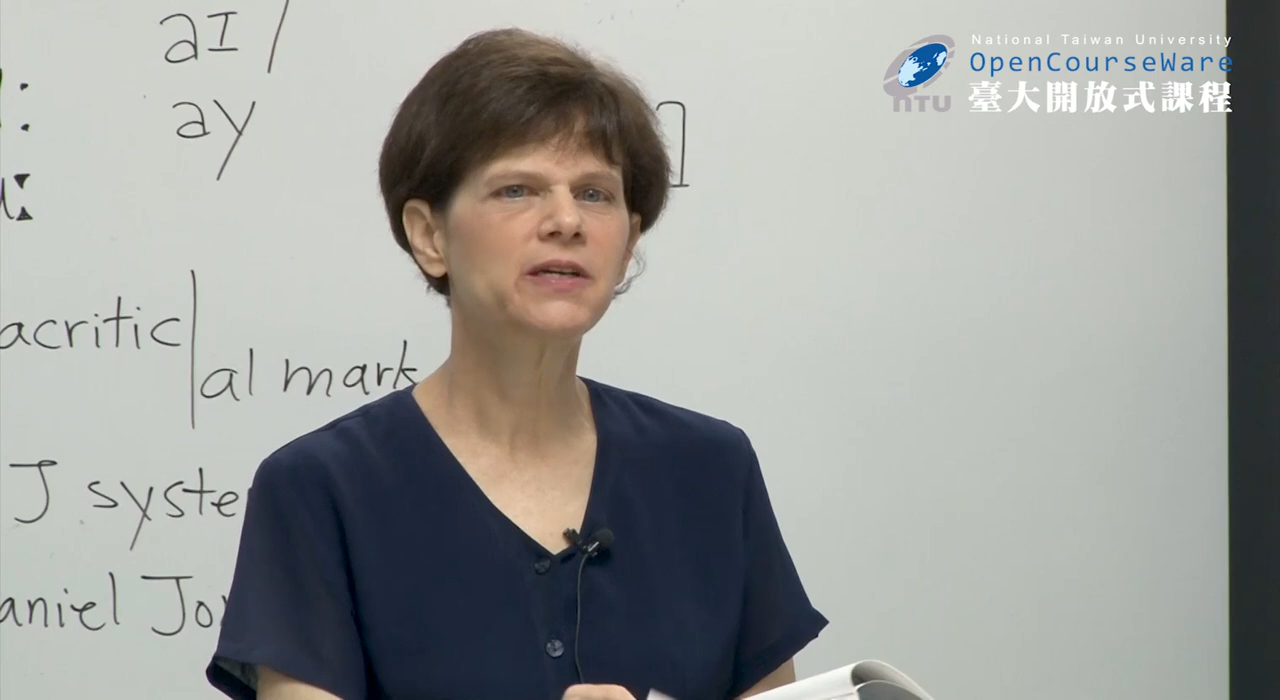 aI /
ay
]
acritic
al mark
J syste
aniel Jo
National Taiwan University
OpenCourseWare
NTU
臺大開放式課程